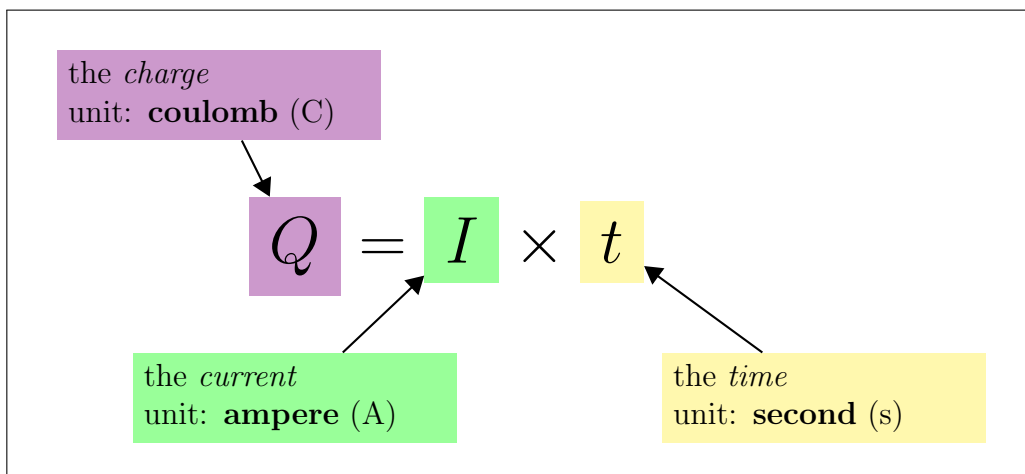 the charge
unit: coulomb (C)
Q = I × t
the current
unit: ampere (A)
the time
unit: second (s)